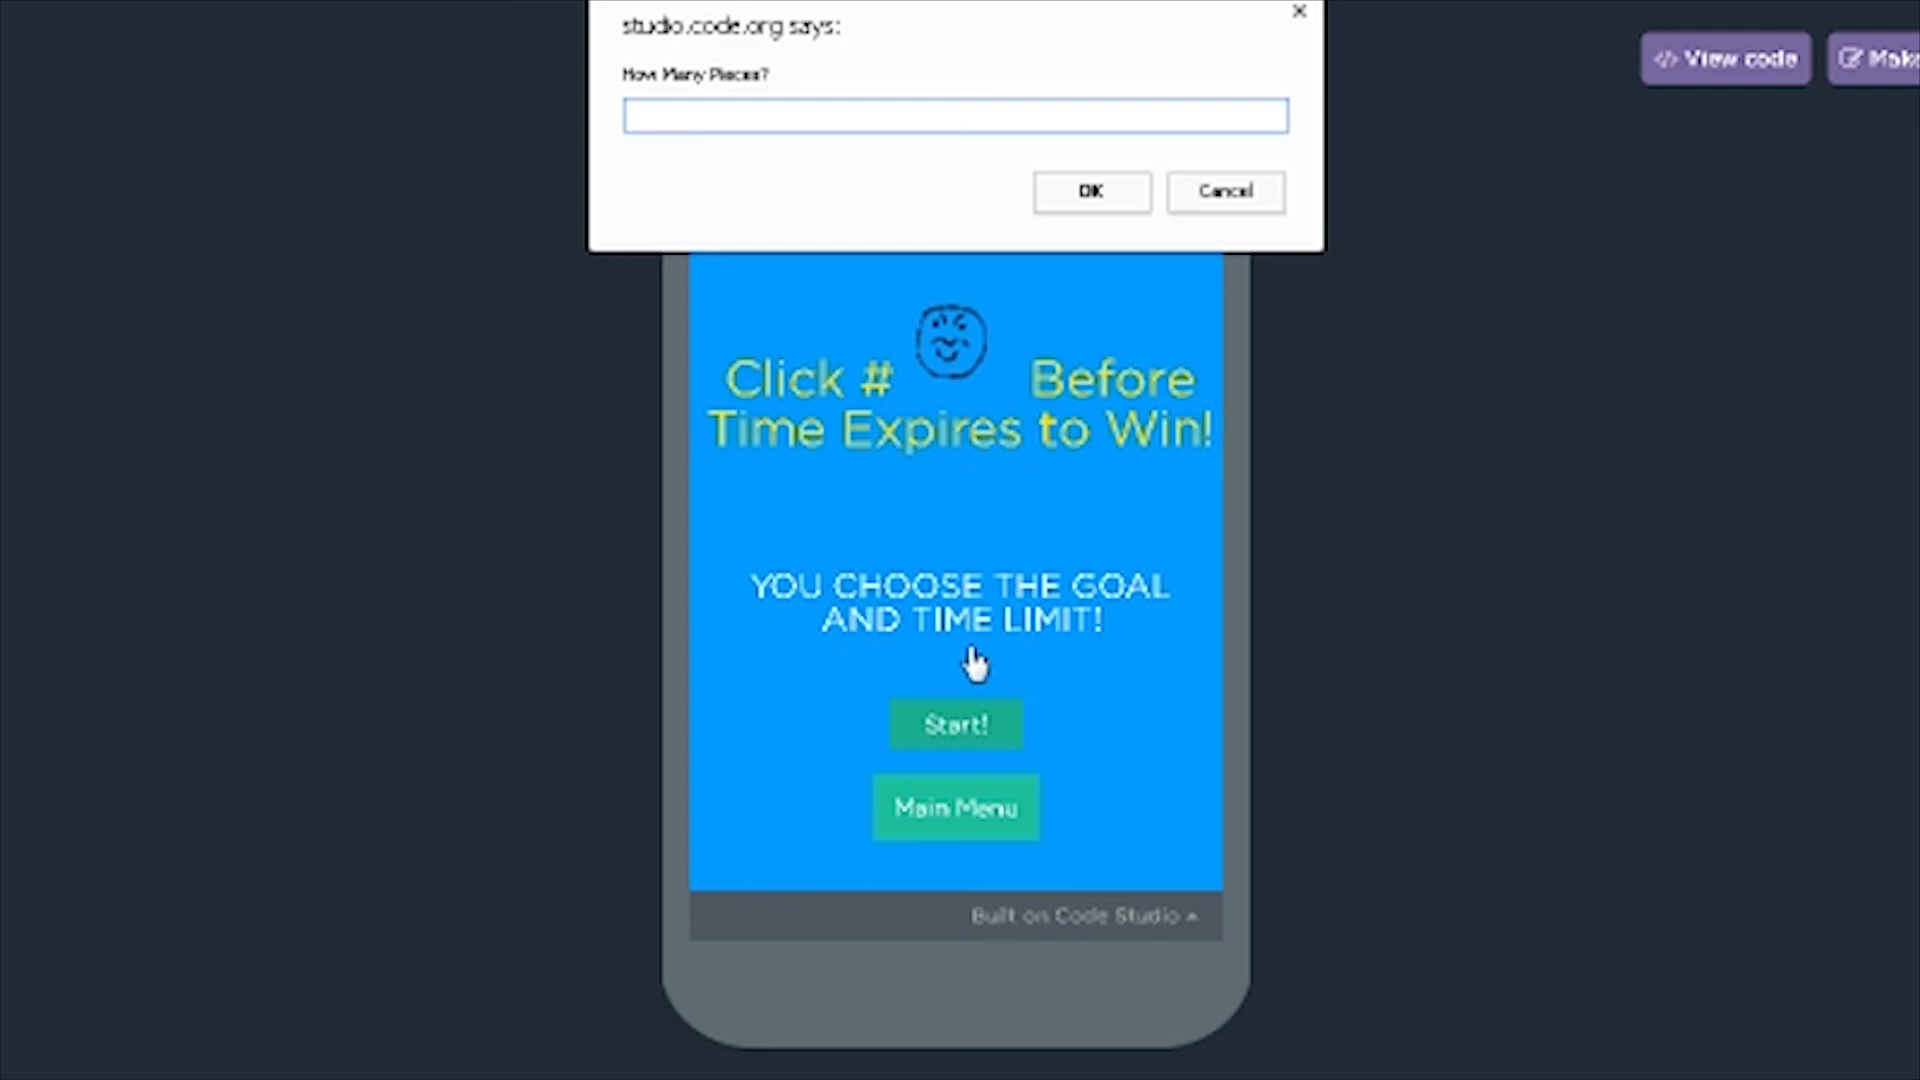 studio.code.org says:
How Many Pieces?
OK
Cancel
View code
Make
Click # Before
Time Expires to Win!
YOU CHOOSE THE GOAL
AND TIME LIMIT!
Start!
Main Menu
Built on Code Studio